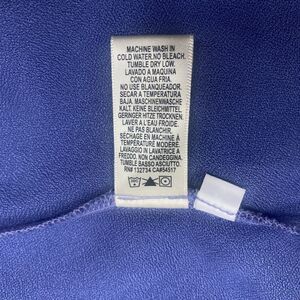 MACHINE WASH IN
COLD WATER.NO BLEACH.
TUMBLE DRY LOW.
LAVADO A MAQUINA
CON AGUA FRIA.
NO USE BLANQUEADOR.
SECAR A TEMPERATURA
BAJA. MASCHINENWASCHE
KALT. KEINE BLEICHMITTEL.
GERINGER HITZE TROCKNEN.
LAVER A L'EAU FROIDE.
NE PAS BLANCHIR.
SÉCHAGE EN MACHINE À
TEMPÉRATURE MODÉRÉ.
LAVAGGIO IN LAVATRICE A
FREDDO. NON CANDEGGINA.
TUMBLE BASSO ASCIUTTO.
RN# 132734 CA#54517